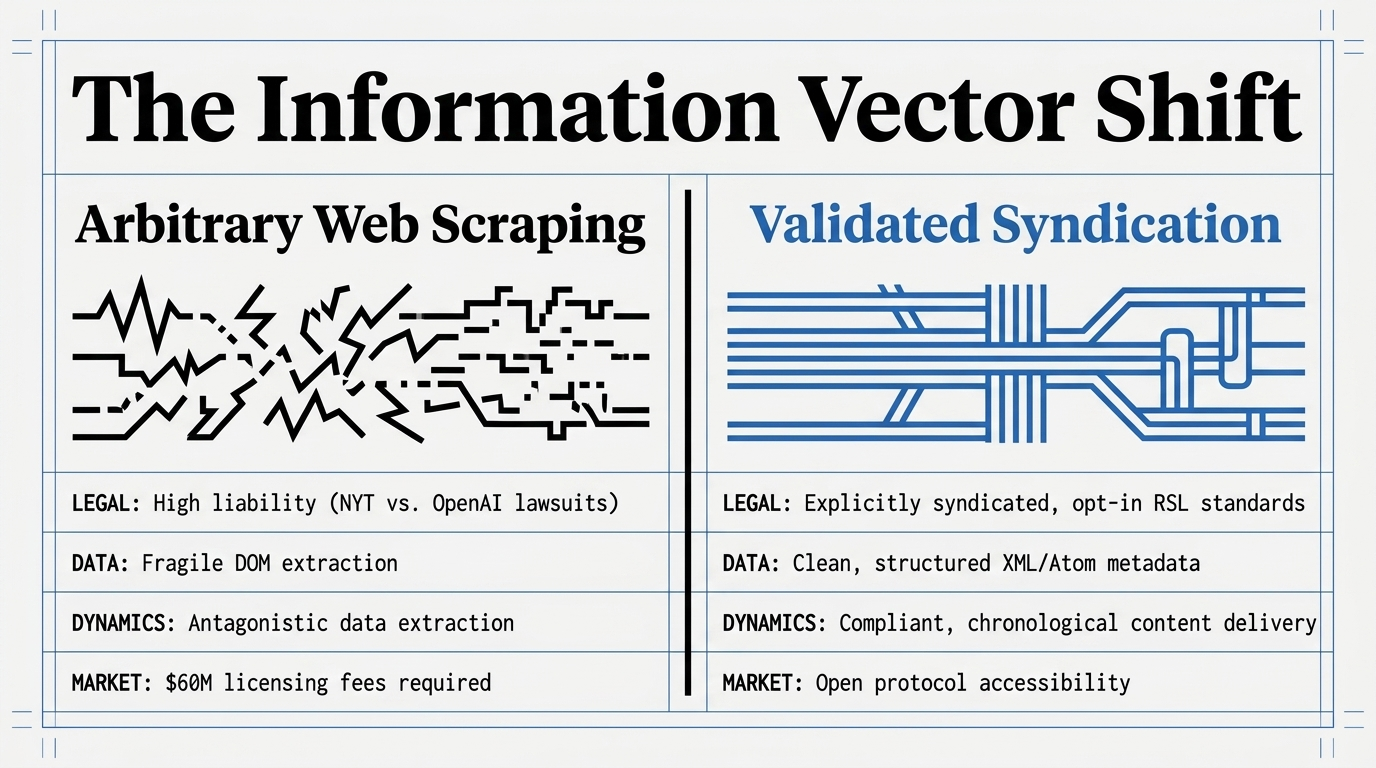 The Information Vector Shift
Arbitrary Web Scraping
LEGAL: High liability (NYT vs. OpenAI lawsuits)
DATA: Fragile DOM extraction
DYNAMICS: Antagonistic data extraction
MARKET: $60M licensing fees required
Validated Syndication
LEGAL: Explicitly syndicated, opt-in RSL standards
DATA: Clean, structured XML/Atom metadata
DYNAMICS: Compliant, chronological content delivery
MARKET: Open protocol accessibility